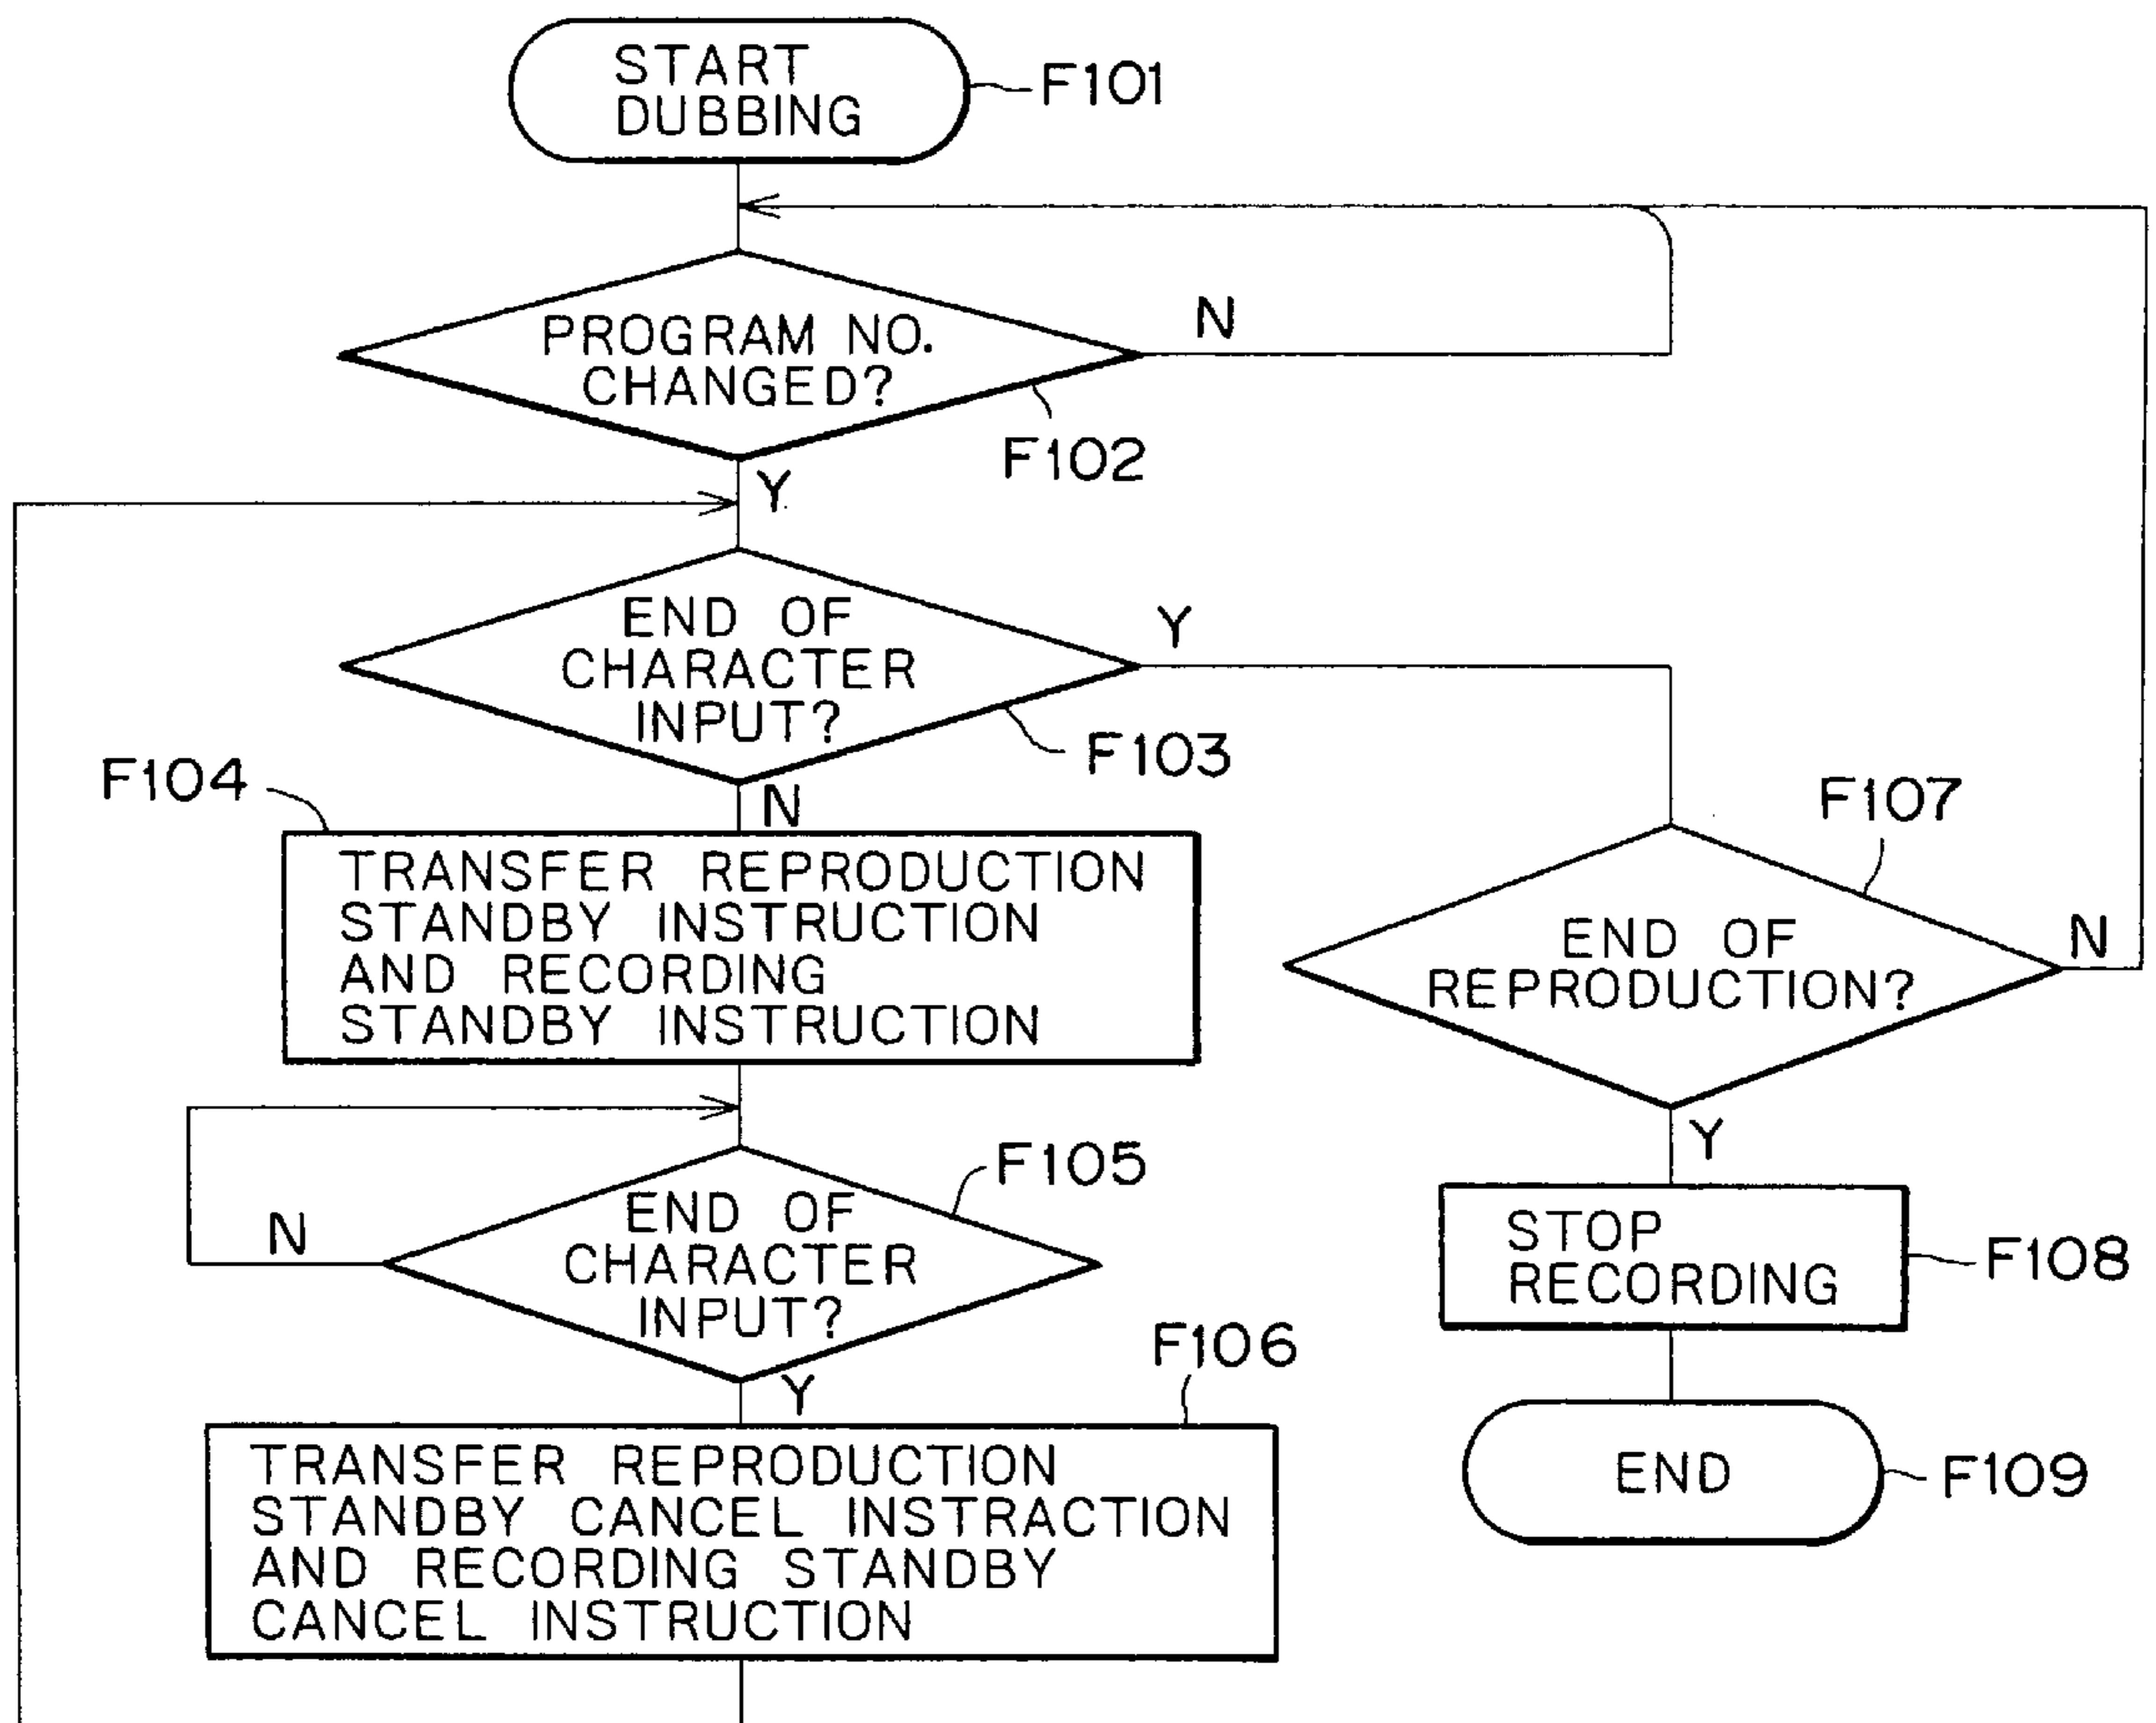 START
DUBBING
F101
PROGRAM NO.
CHANGED?
N
F102
Y
END OF
CHARACTER
INPUT?
Y
F103
N
F104
TRANSFER REPRODUCTION
STANDBY INSTRUCTION
AND RECORDING
STANDBY INSTRUCTION
F105
END OF
CHARACTER
INPUT?
N
Y
F106
TRANSFER REPRODUCTION
STANDBY CANCEL INSTRACTION
AND RECORDING STANDBY
CANCEL INSTRUCTION
F107
END OF
REPRODUCTION?
N
Y
STOP
RECORDING
F108
END
F109